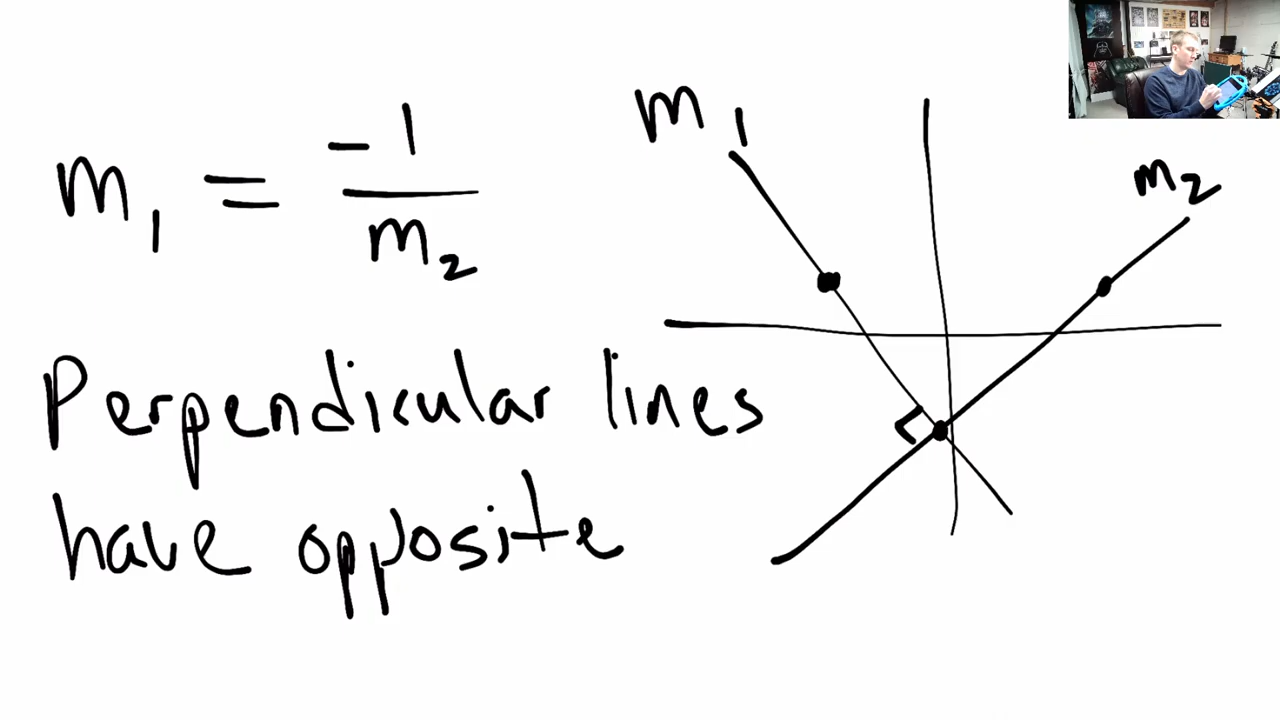 m₁ = -1/m₂
m₁
m₂
Perpendicular lines
have opposite